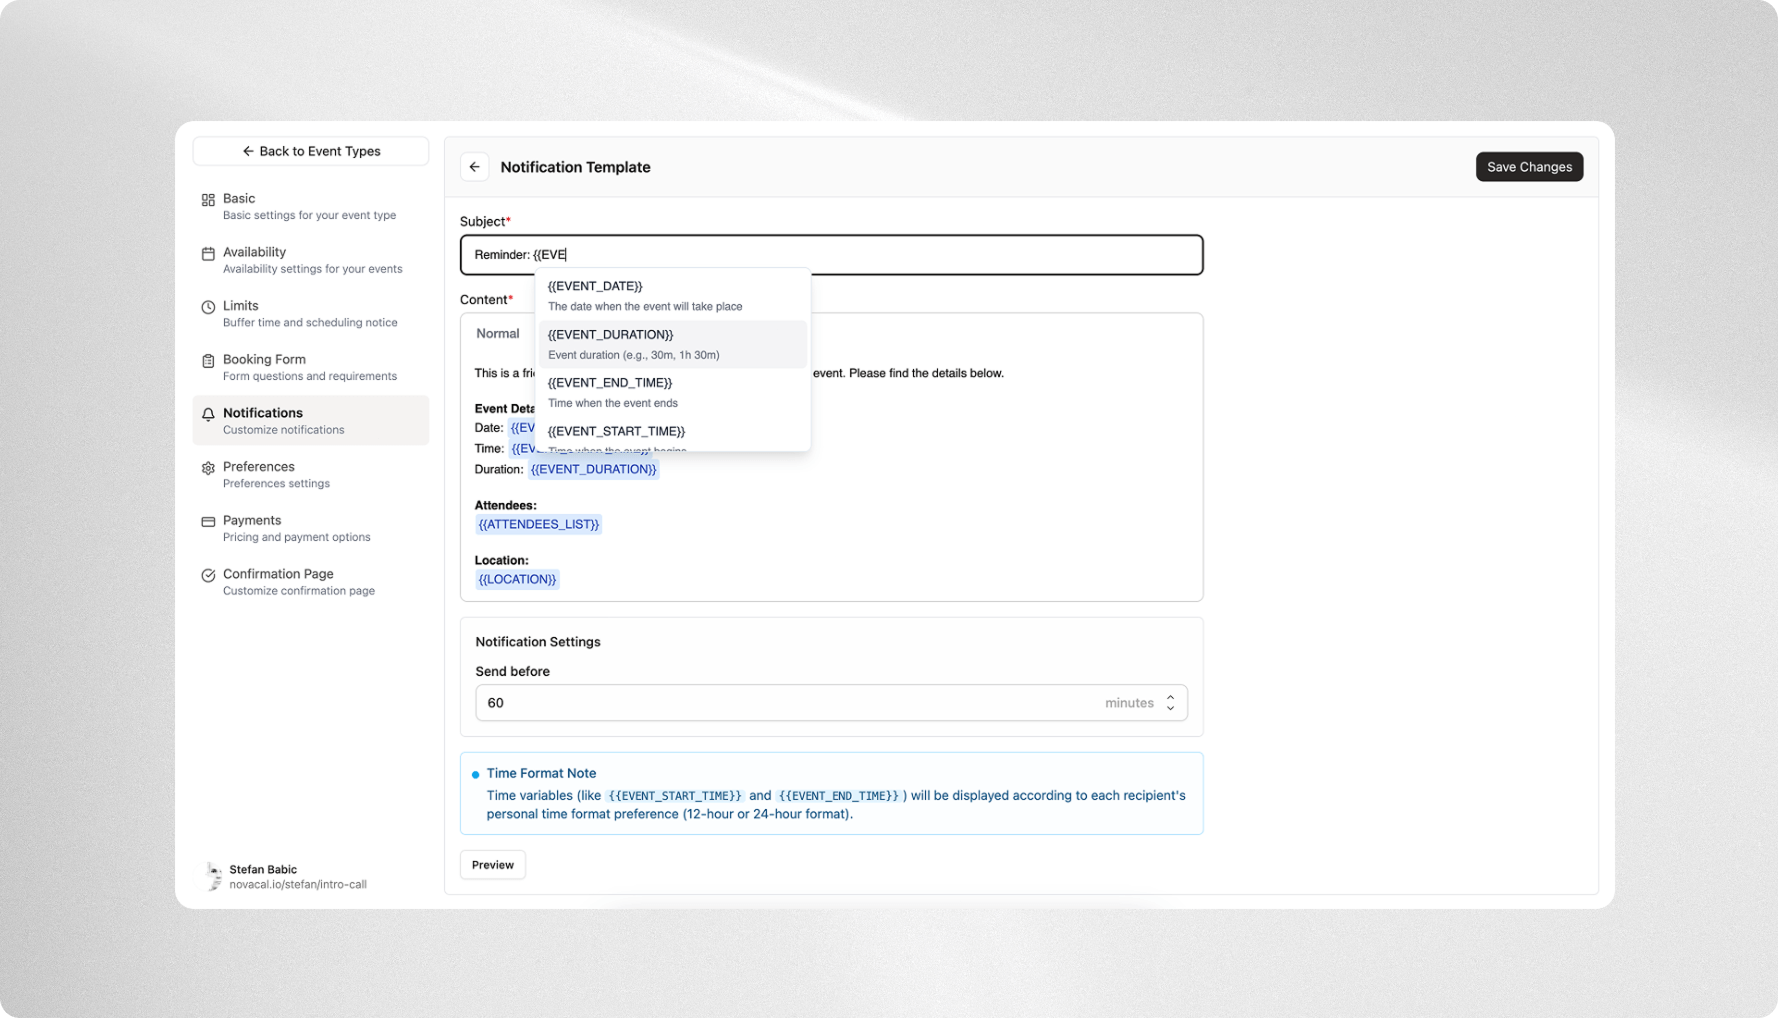 Back to Event Types
Basic
Basic settings for your event type
Availability
Availability settings for your events
Limits
Buffer time and scheduling notice
Booking Form
Form questions and requirements
Notifications
Customize notifications
Preferences
Preferences settings
Payments
Pricing and payment options
Confirmation Page
Customize confirmation page
Stefan Babic
novacal.io/stefan/intro-call
Notification Template
Save Changes
Subject*
Reminder: {{EVE
{{EVENT_DATE}}
The date when the event will take place
{{EVENT_DURATION}}
Event duration (e.g., 30m, 1h 30m)
{{EVENT_END_TIME}}
Time when the event ends
{{EVENT_START_TIME}}
Time when the event begins
Content*
Normal
This is a event. Please find the details below.
Event
Date: {{EV
Time: {{EV
Duration: {{EVENT_DURATION}}
Attendees:
{{ATTENDEES_LIST}}
Location:
{{LOCATION}}
Notification Settings
Send before
60 minutes
Time Format Note
Time variables (like {{EVENT_START_TIME}} and {{EVENT_END_TIME}} ) will be displayed according to each recipient's
personal time format preference (12-hour or 24-hour format).
Preview